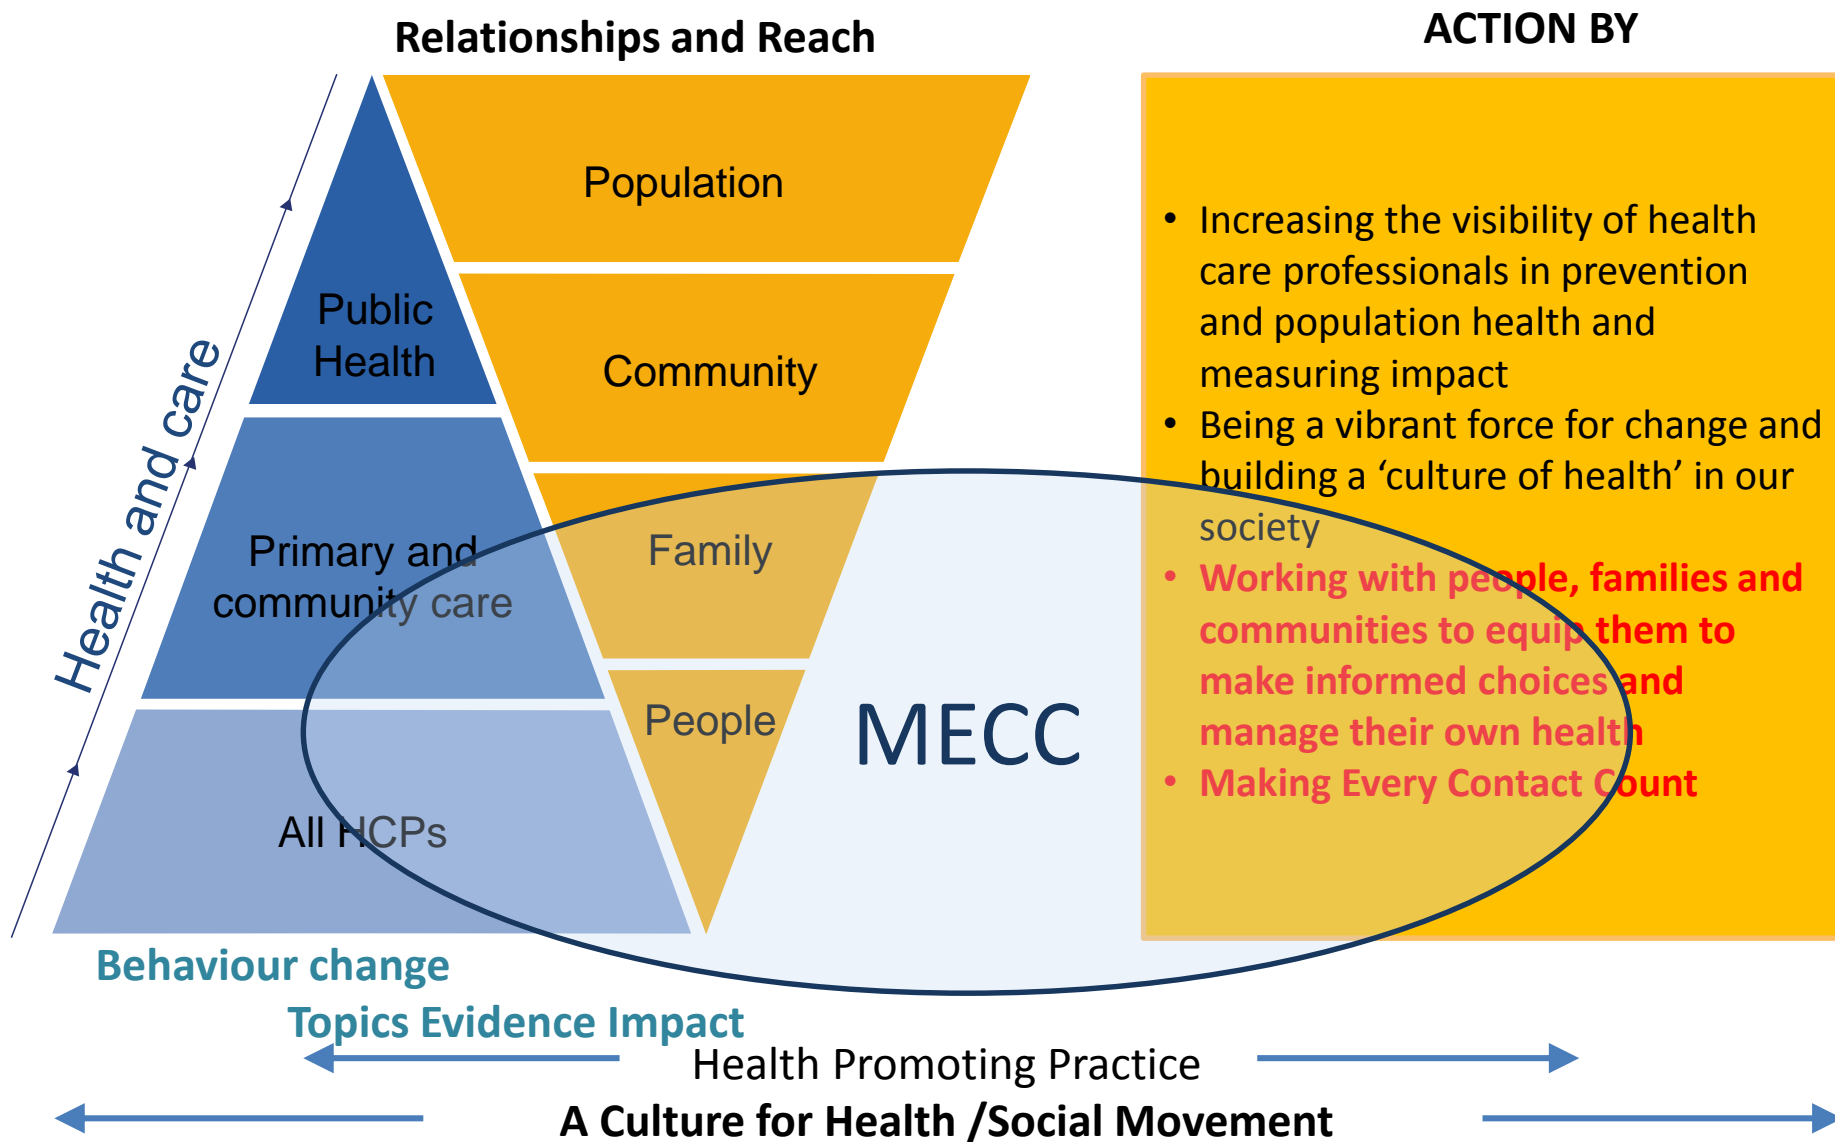 Relationships and Reach
ACTION BY
Health and care
Public
Health
Primary and
community care
All HCPs
Population
Community
Family
People
MECC
• Increasing the visibility of health
care professionals in prevention
and population health and
measuring impact
• Being a vibrant force for change and
building a ‘culture of health’ in our
society
• Working with people, families and
communities to equip them to
make informed choices and
manage their own health
• Making Every Contact Count
Behaviour change
Topics Evidence Impact
Health Promoting Practice
A Culture for Health /Social Movement